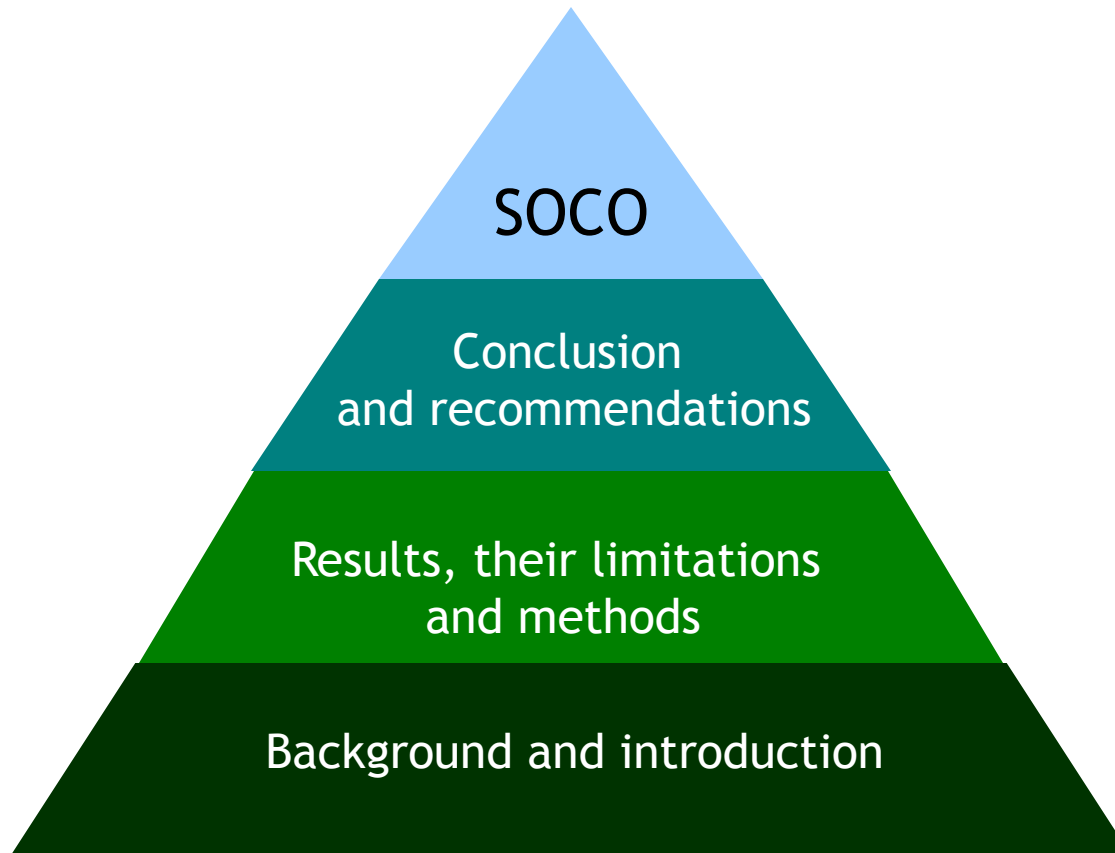 SOCO
Conclusion
and recommendations
Results, their limitations
and methods
Background and introduction